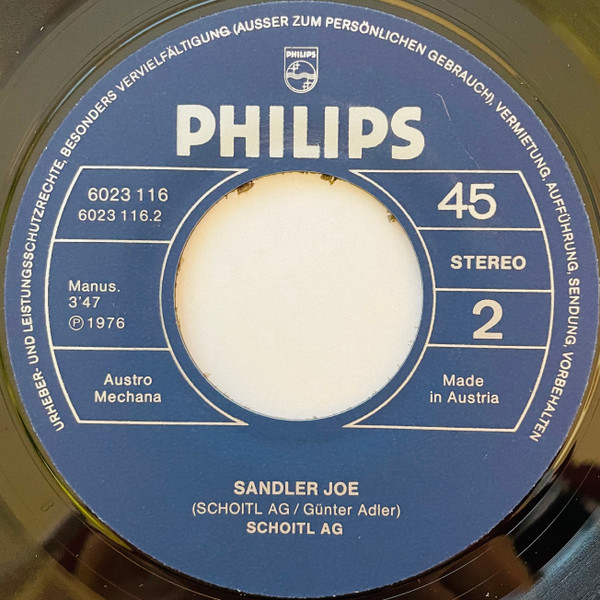 URHEBER- UND LEISTUNGSSCHUTZRECHTE, BESONDERS VERVIELFÄLTIGUNG (AUSSER ZUM PERSÖNLICHEN GEBRAUCH), VERMIETUNG, AUFFÜHRUNG, SENDUNG, VORBEHALTEN
PHILIPS
PHILIPS
6023 116
6023 116.2
45
STEREO
Manus.
3'47
Ⓟ 1976
2
Austro
Mechana
Made
in Austria
SANDLER JOE
(SCHOITL AG / Günter Adler)
SCHOITL AG